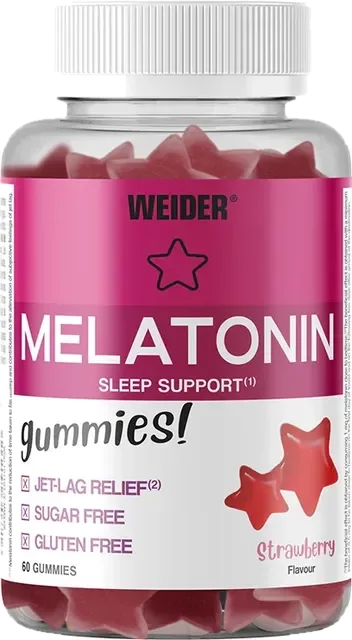 WEIDER®
MELATONIN
SLEEP SUPPORT(1)
gummies!
JET-LAG RELIEF(2)
SUGAR FREE
GLUTEN FREE
60 GUMMIES
Strawberry
Flavour